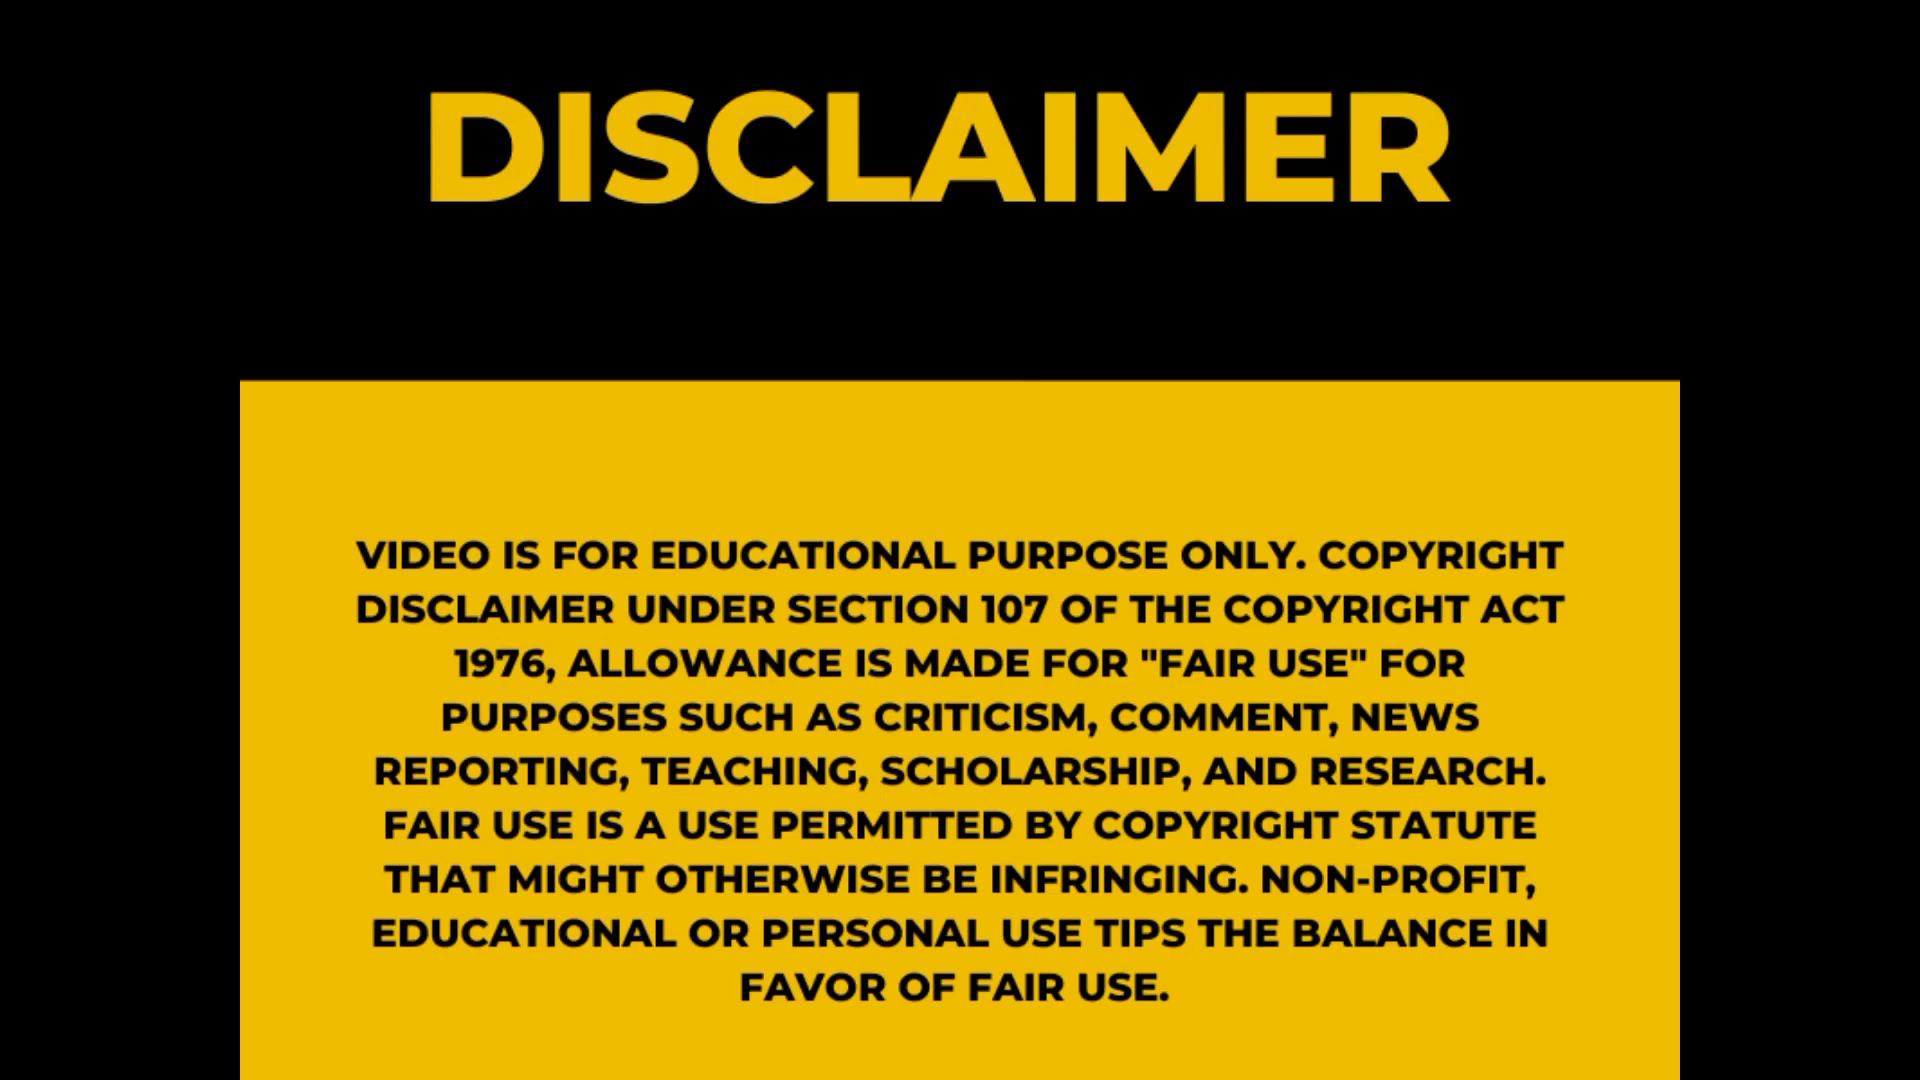 DISCLAIMER
VIDEO IS FOR EDUCATIONAL PURPOSE ONLY. COPYRIGHT
DISCLAIMER UNDER SECTION 107 OF THE COPYRIGHT ACT
1976, ALLOWANCE IS MADE FOR "FAIR USE" FOR
PURPOSES SUCH AS CRITICISM, COMMENT, NEWS
REPORTING, TEACHING, SCHOLARSHIP, AND RESEARCH.
FAIR USE IS A USE PERMITTED BY COPYRIGHT STATUTE
THAT MIGHT OTHERWISE BE INFRINGING. NON-PROFIT,
EDUCATIONAL OR PERSONAL USE TIPS THE BALANCE IN
FAVOR OF FAIR USE.